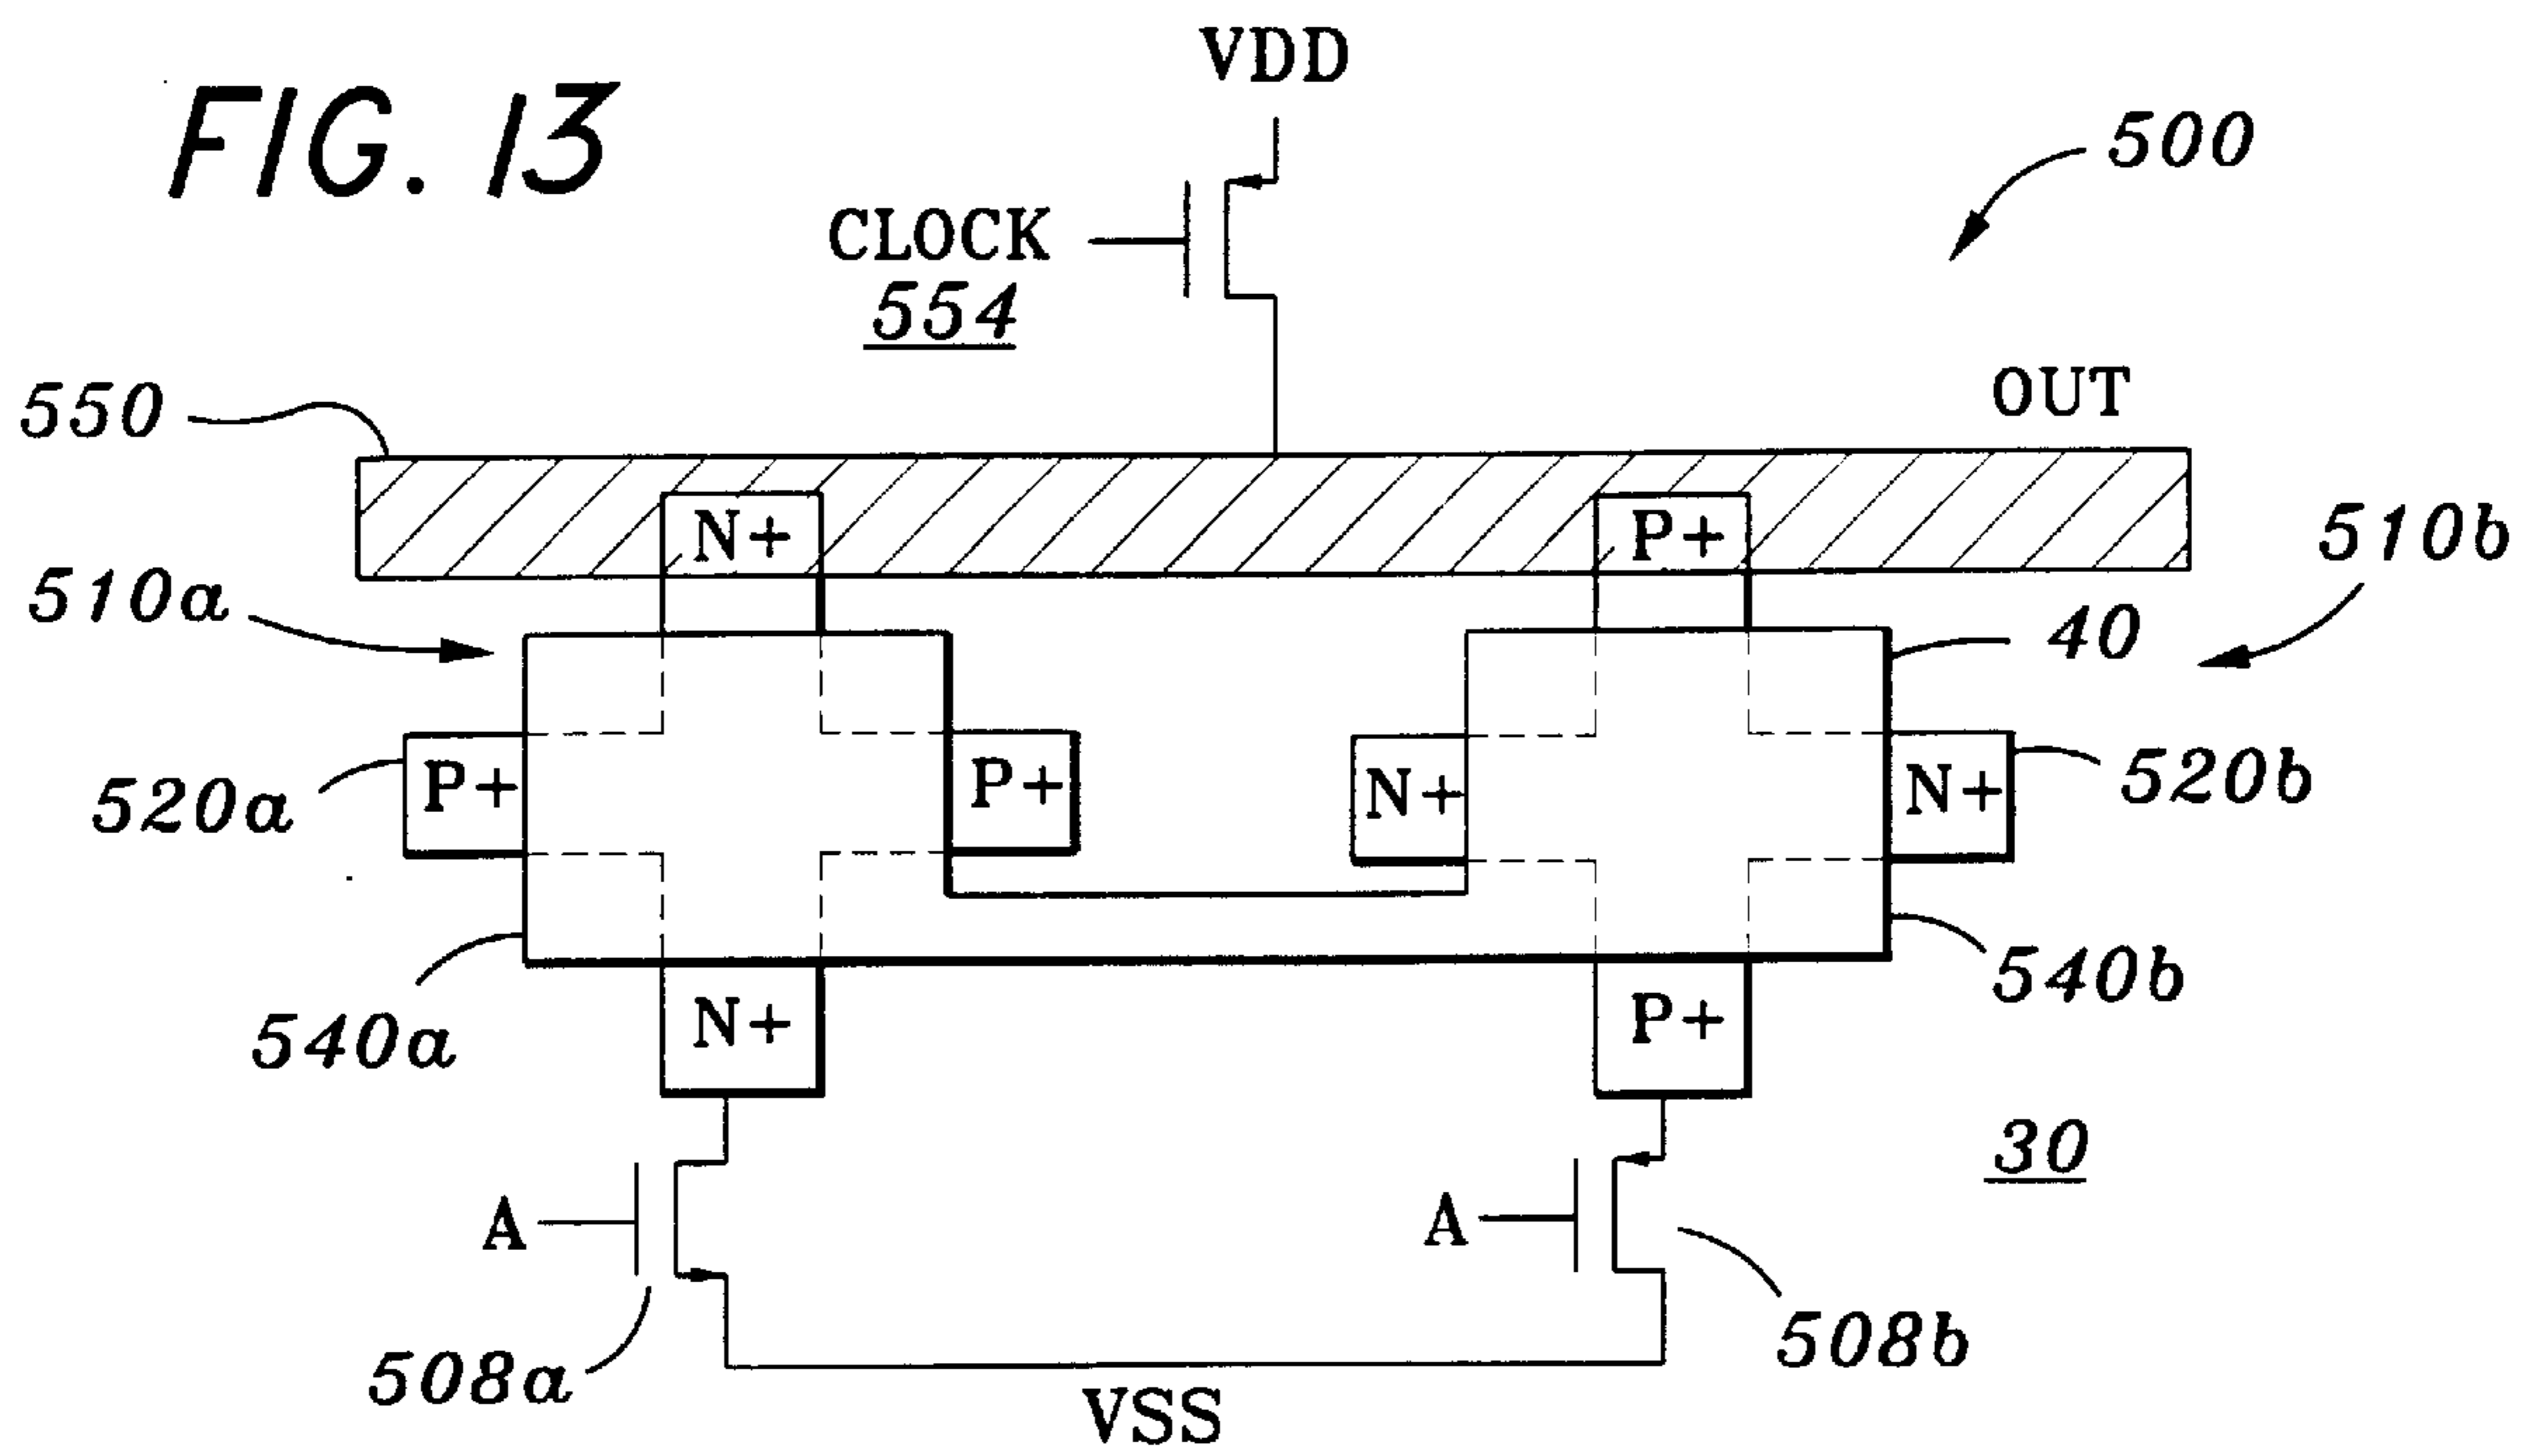 FIG. 13
VDD
500
CLOCK
554
550
OUT
N+
P+
510a
510b
40
P+
P+
N+
N+
520a
520b
540a
540b
N+
P+
30
A
A
508a
508b
VSS